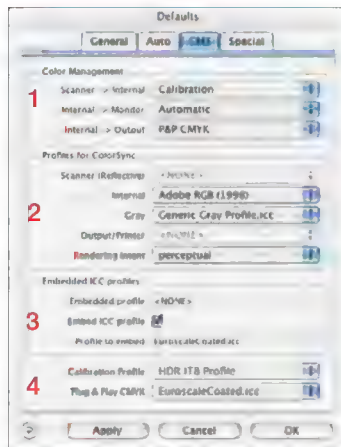 Defaults
General Auto CMS Special
Color Management
1
Scanner -> Internal Calibration
Internal -> Monitor Automatic
Internal -> Output P&P CMYK
Profiles for ColorSync
Scanner (Reflective) <NONE>
2
Internal Adobe RGB (1998)
Gray Generic Gray Profile.icc
Output/Printer <NONE>
Rendering Intent perceptual
Embedded ICC profiles
Embedded profile <NONE>
3
Embed ICC profile
Profile to embed EuroscaleCoated.icc
Calibration Profile HDR IT8 Profile
4
Plug & Play CMYK EuroscaleCoated.icc
Apply Cancel OK